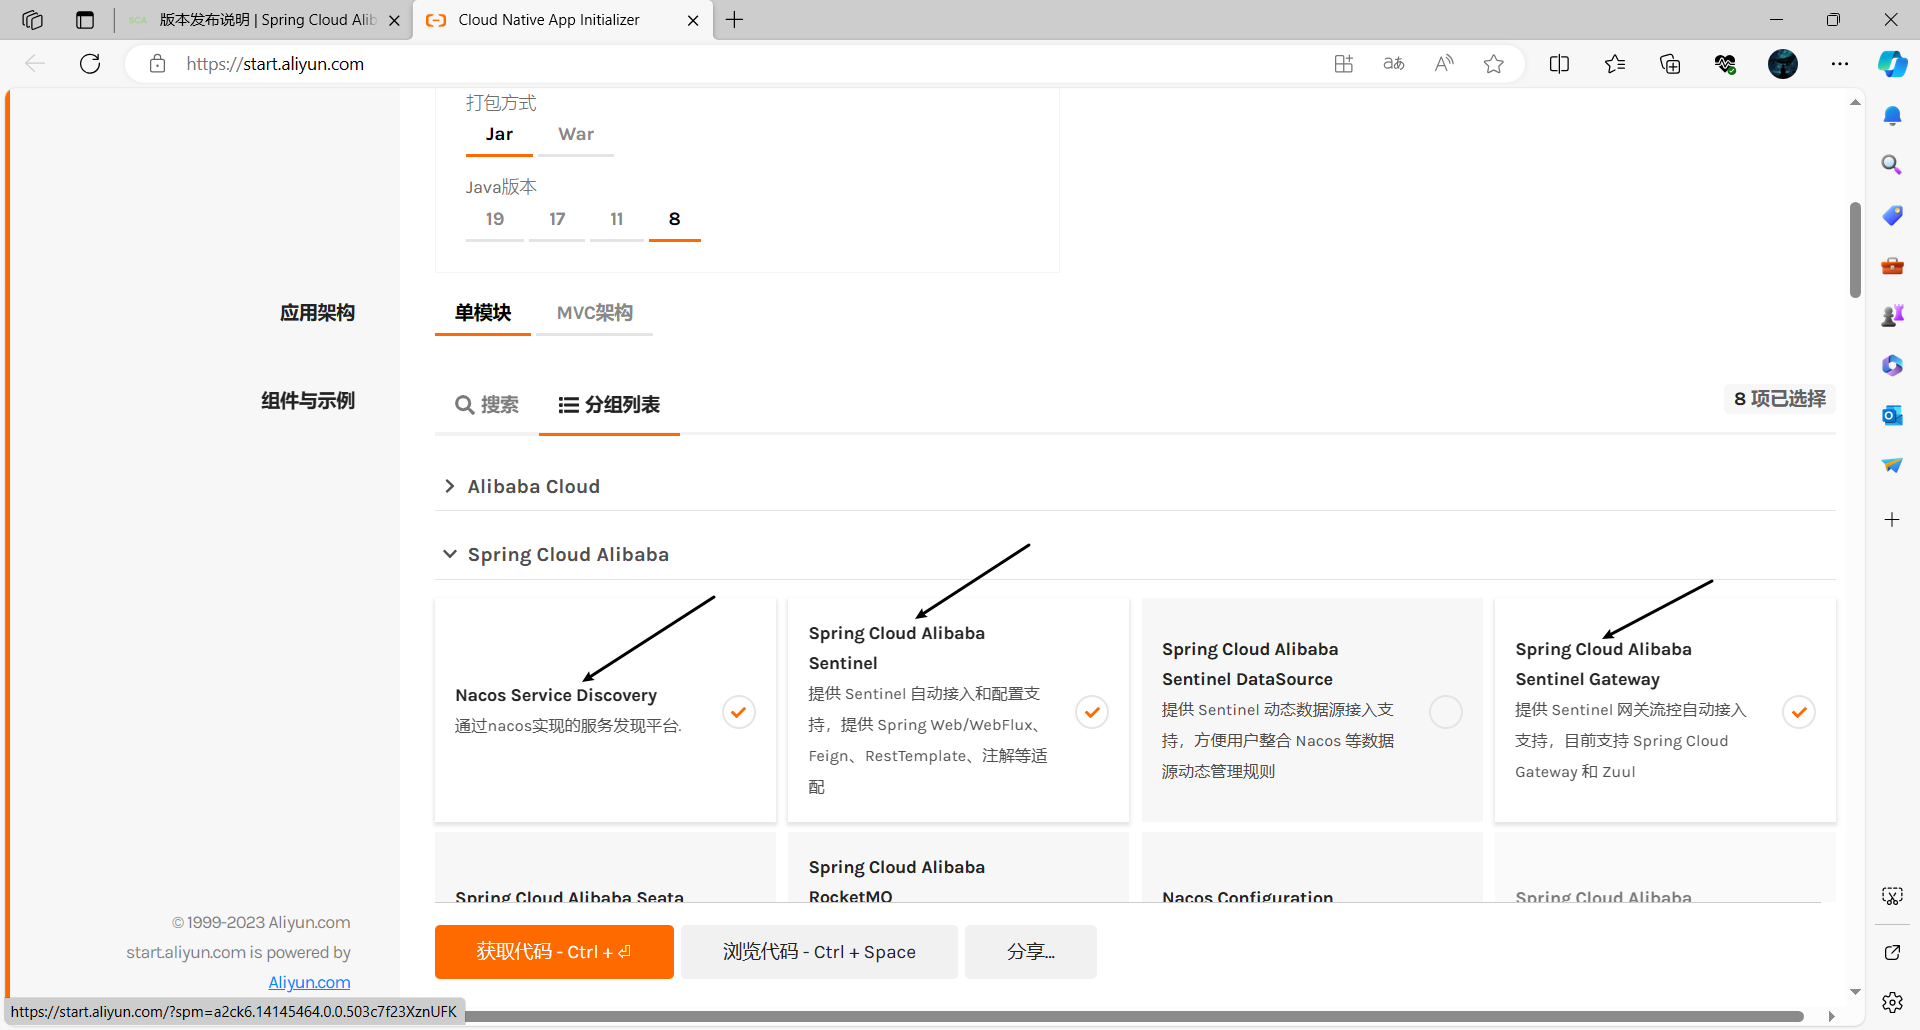 SCA 版本发布说明 | Spring Cloud Alib
Cloud Native App Initializer
https://start.aliyun.com
打包方式
Jar War
Java版本
19 17 11 8
应用架构
单模块 MVC架构
组件与示例
搜索 分组列表
8 项已选择
Alibaba Cloud
Spring Cloud Alibaba
Nacos Service Discovery
通过nacos实现的服务发现平台.
Spring Cloud Alibaba
Sentinel
提供 Sentinel 自动接入和配置支
持，提供 Spring Web/WebFlux、
Feign、RestTemplate、注解等适
配
Spring Cloud Alibaba
Sentinel DataSource
提供 Sentinel 动态数据源接入支
持，方便用户整合 Nacos 等数据
源动态管理规则
Spring Cloud Alibaba
Sentinel Gateway
提供 Sentinel 网关流控自动接入
支持，目前支持 Spring Cloud
Gateway 和 Zuul
Spring Cloud Alibaba Seata
Spring Cloud Alibaba
RocketMQ
Nacos Configuration
Spring Cloud Alibaba
© 1999-2023 Aliyun.com
start.aliyun.com is powered by
Aliyun.com
获取代码 - Ctrl + ⏎
浏览代码 - Ctrl + Space
分享...
https://start.aliyun.com/?spm=a2ck6.14145464.0.0.503c7f23XznUFK